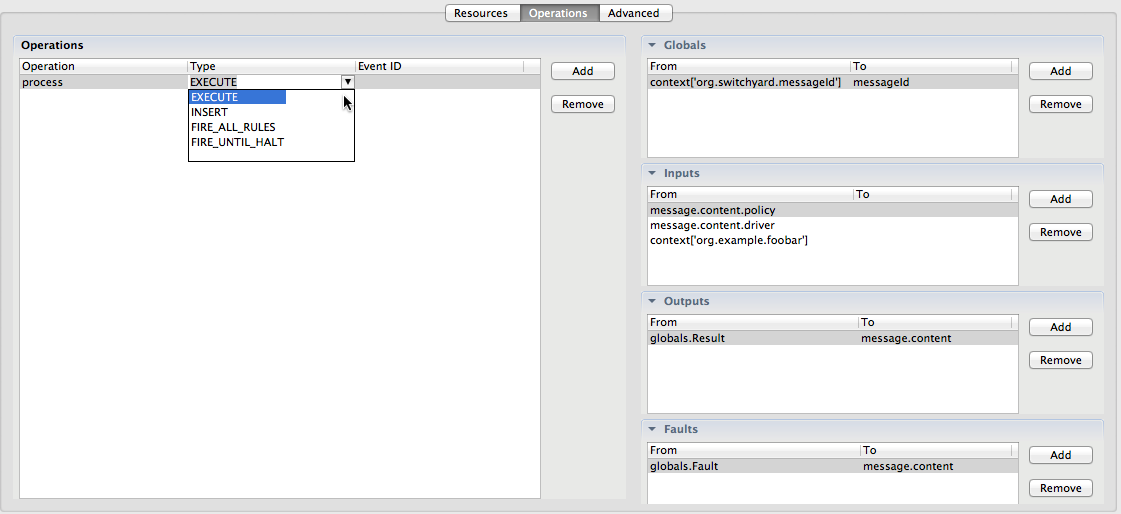 Resources Operations Advanced
Operations
Operation Type Event ID
process EXECUTE
EXECUTE
INSERT
FIRE_ALL_RULES
FIRE_UNTIL_HALT
Add
Remove
Globals
From To
context['org.switchyard.messageId'] messageId
Add
Remove
Inputs
From To
message.content.policy
message.content.driver
context['org.example.foobar']
Add
Remove
Outputs
From To
globals.Result message.content
Add
Remove
Faults
From To
globals.Fault message.content
Add
Remove